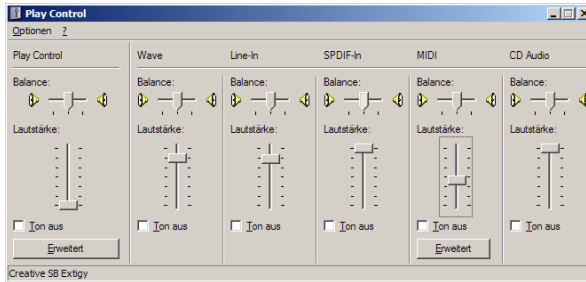 Play Control
Optionen ?
Play Control Wave Line-In SPDIF-In MIDI CD Audio
Balance: Balance: Balance: Balance: Balance: Balance:
Lautstärke: Lautstärke: Lautstärke: Lautstärke: Lautstärke: Lautstärke:
Ton aus Ton aus Ton aus Ton aus Ton aus Ton aus
Erweitert Erweitert
Creative SB Extigy